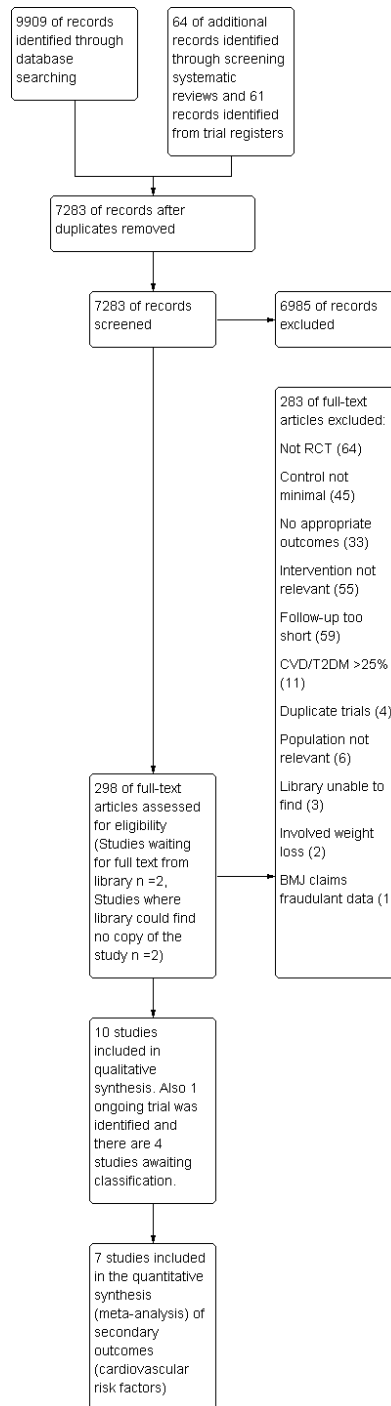 9909 of records
identified through
database
searching
64 of additional
records identified
through screening
systematic
reviews and 61
records identified
from trial registers
7283 of records after
duplicates removed
7283 of records
screened
6985 of records
excluded
283 of full-text
articles excluded:
Not RCT (64)
Control not
minimal (45)
No appropriate
outcomes (33)
Intervention not
relevant (55)
Follow-up too
short (59)
CVD/T2DM >25%
(11)
Duplicate trials (4)
Population not
relevant (6)
Library unable to
find (3)
Involved weight
loss (2)
BMJ claims
fraudulant data (1
298 of full-text
articles assessed
for eligibility
(Studies waiting
for full text from
library n =2,
Studies where
library could find
no copy of the
study n =2)
10 studies
included in
qualitative
synthesis. Also 1
ongoing trial was
identified and
there are 4
studies awaiting
classification.
7 studies included
in the quantitative
synthesis
(meta-analysis) of
secondary
outcomes
(cardiovascular
risk factors)